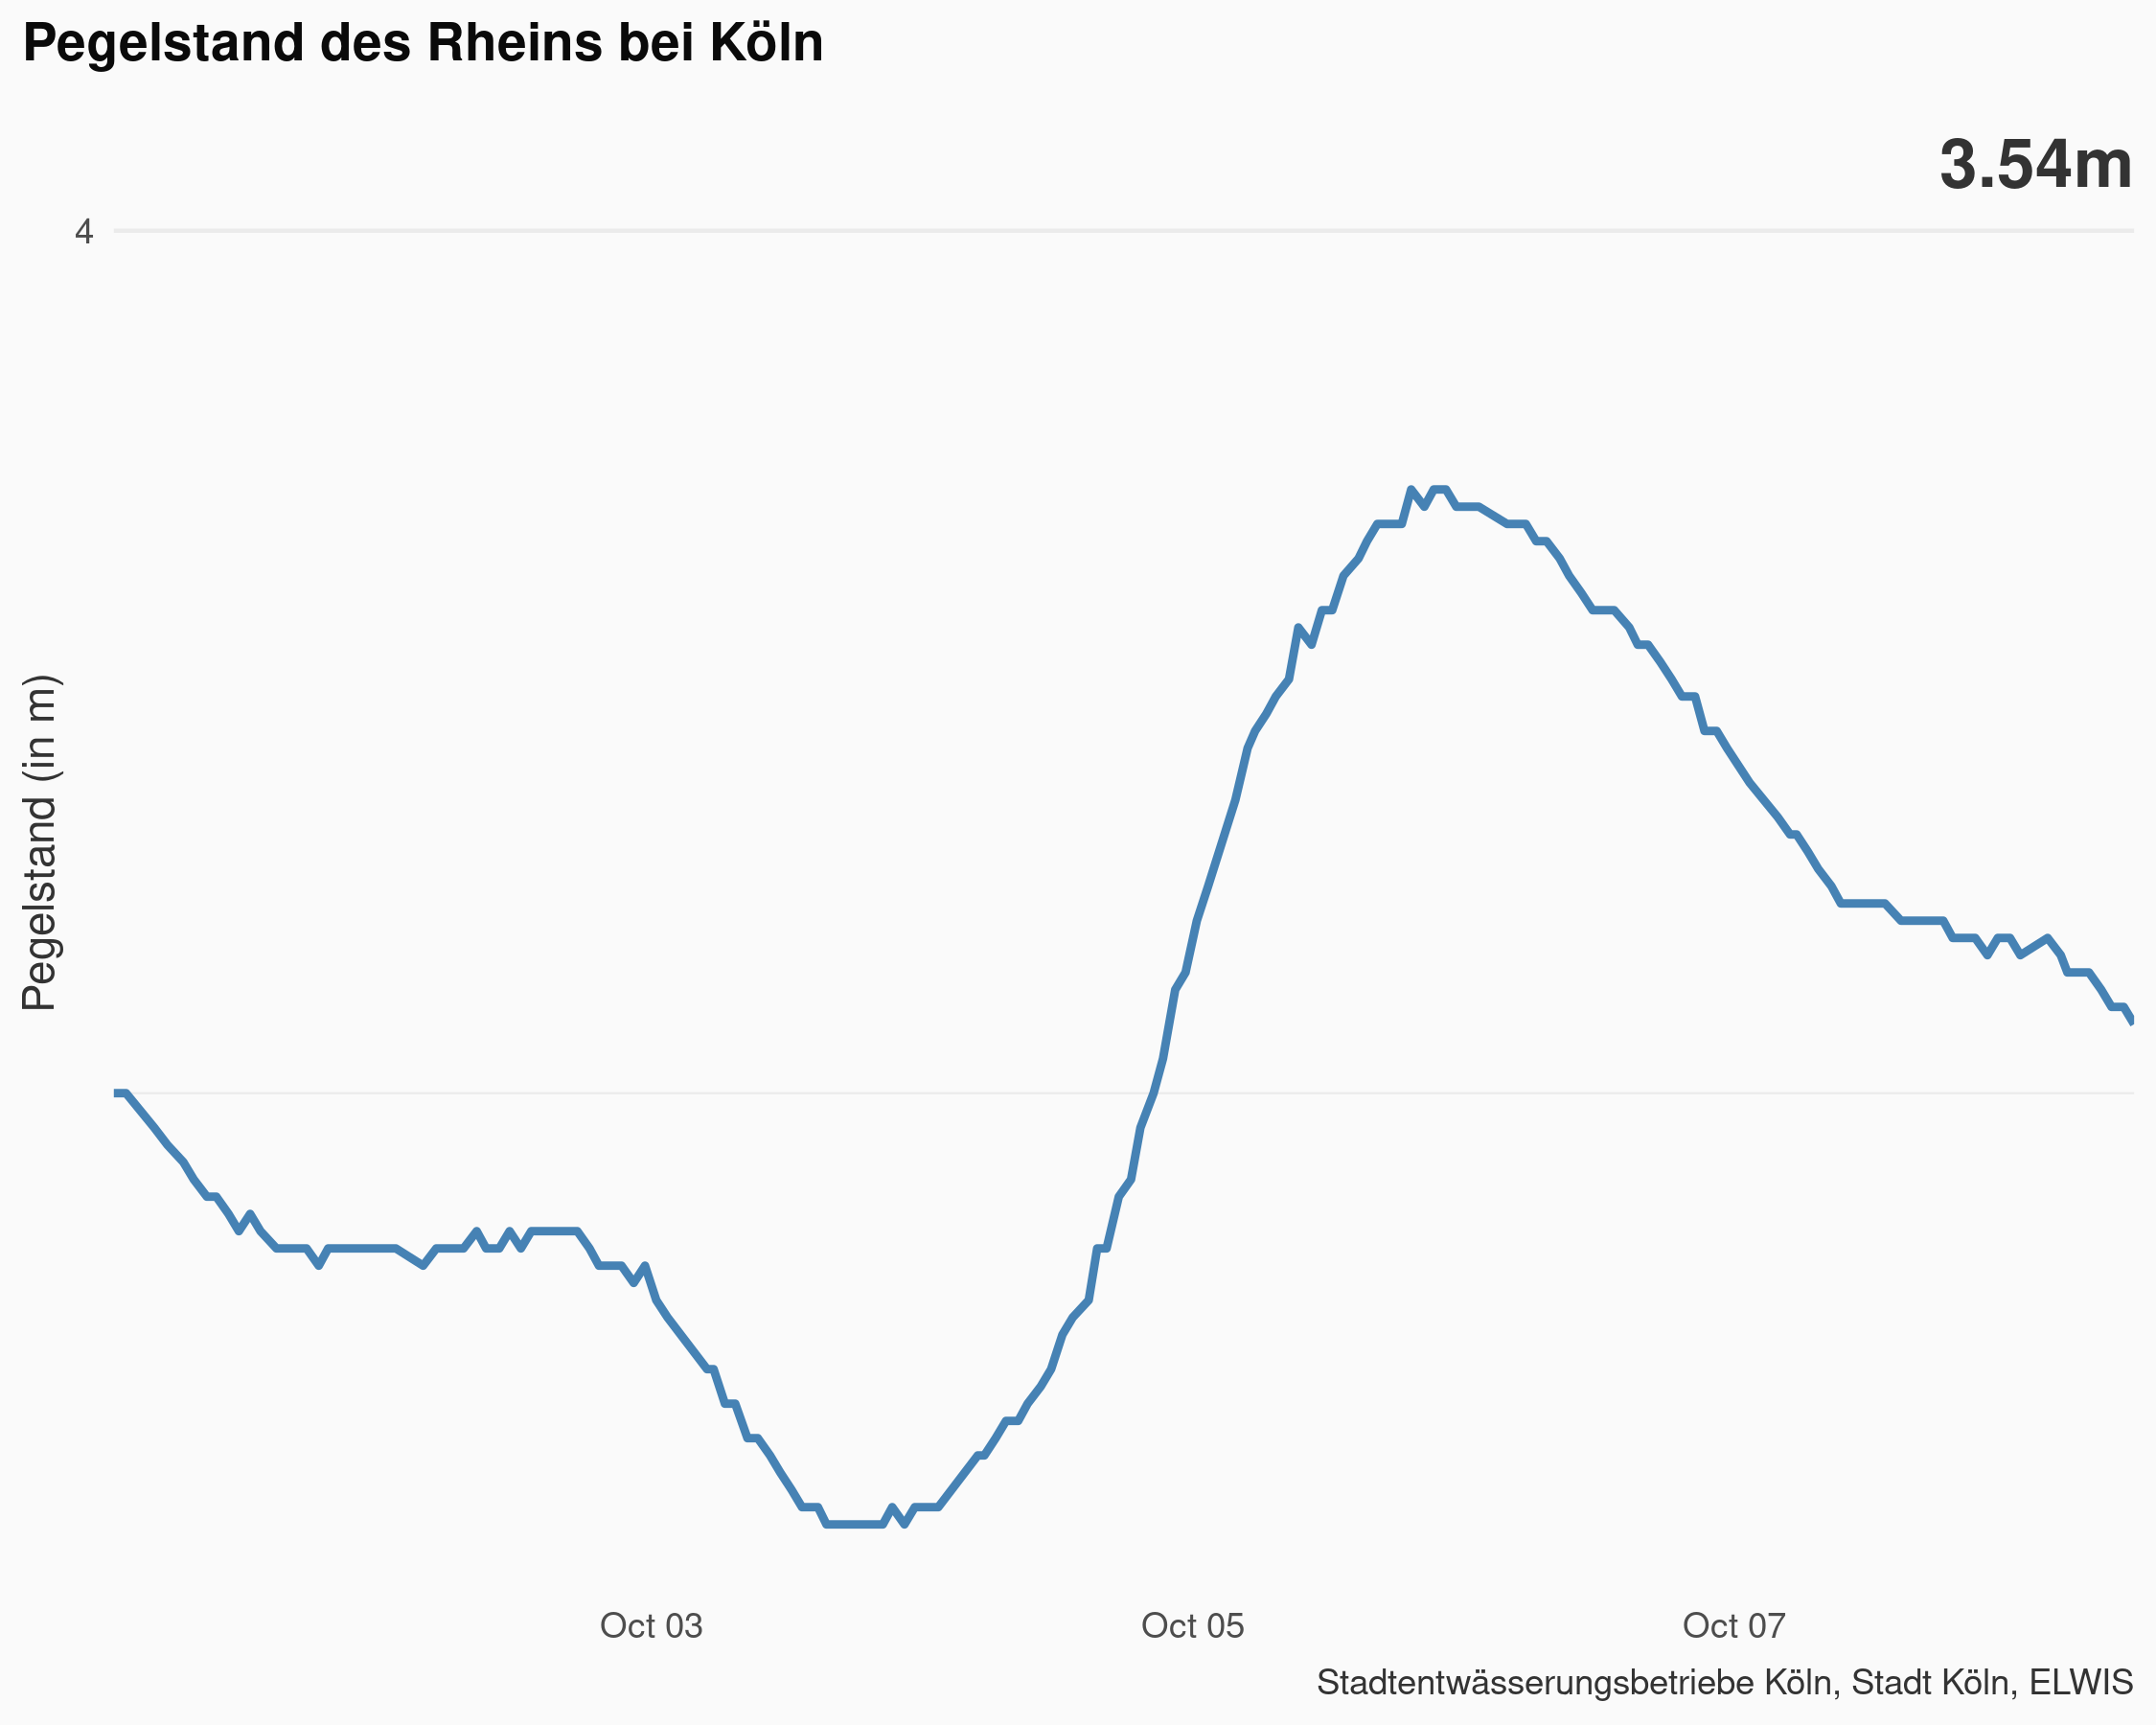 Pegelstand des Rheins bei Köln
3.54m
4
Pegelstand (in m)
Oct 03
Oct 05
Oct 07
Stadtentwässerungsbetriebe Köln, Stadt Köln, ELWIS